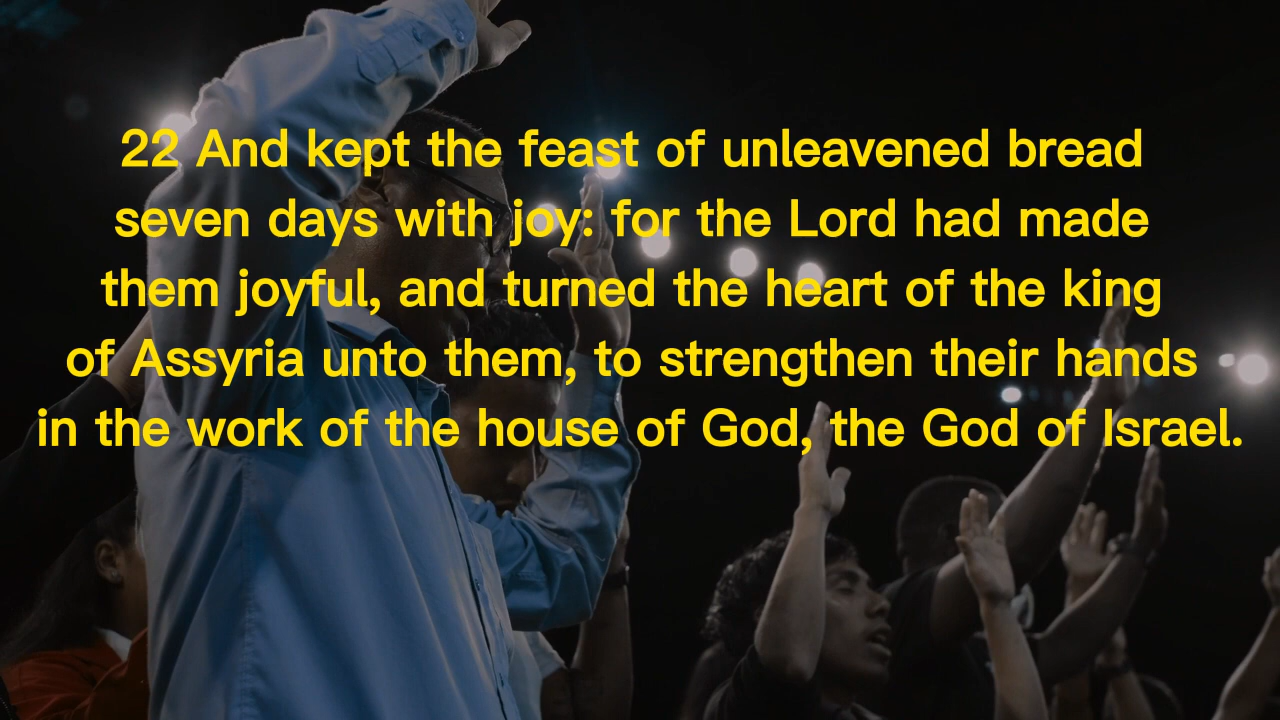 22 And kept the feast of unleavened bread
seven days with joy: for the Lord had made
them joyful, and turned the heart of the king
of Assyria unto them, to strengthen their hands
in the work of the house of God, the God of Israel.